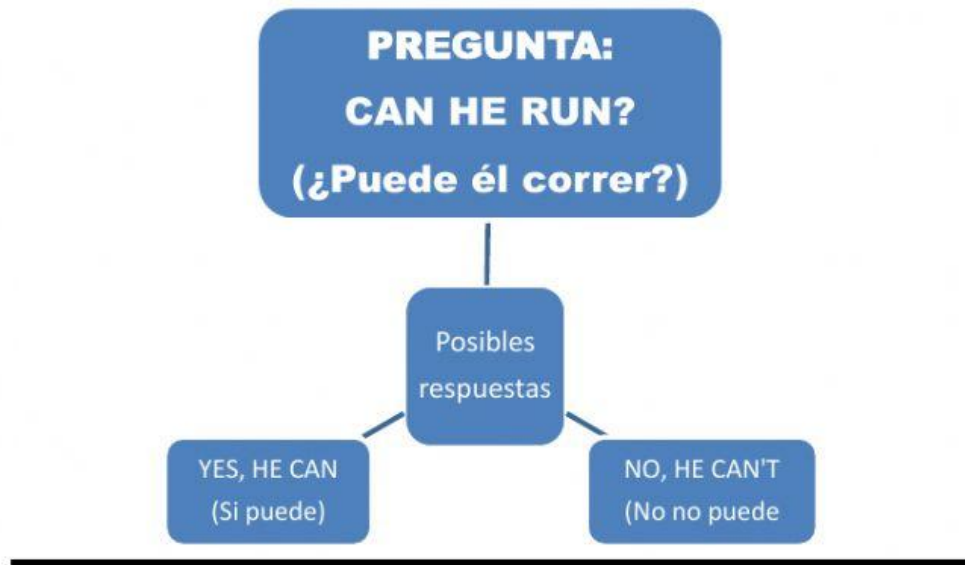 PREGUNTA:
CAN HE RUN?
(¿Puede él correr?)
Posibles
respuestas
YES, HE CAN
(Si puede)
NO, HE CAN'T
(No no puede